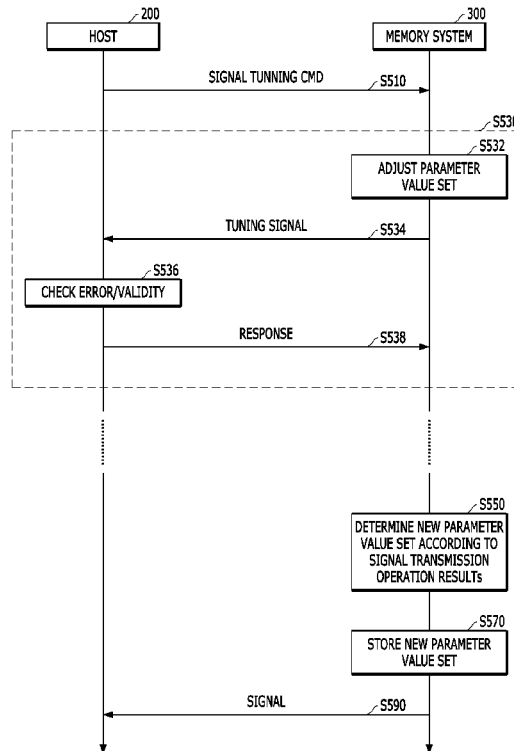 200
300
HOST
MEMORY SYSTEM
SIGNAL TUNNING CMD
S510
S530
S532
ADJUST PARAMETER
VALUE SET
TUNING SIGNAL
S534
S536
CHECK ERROR/VALIDITY
RESPONSE
S538
S550
DETERMINE NEW PARAMETER
VALUE SET ACCORDING TO
SIGNAL TRANSMISSION
OPERATION RESULTs
S570
STORE NEW PARAMETER
VALUE SET
SIGNAL
S590